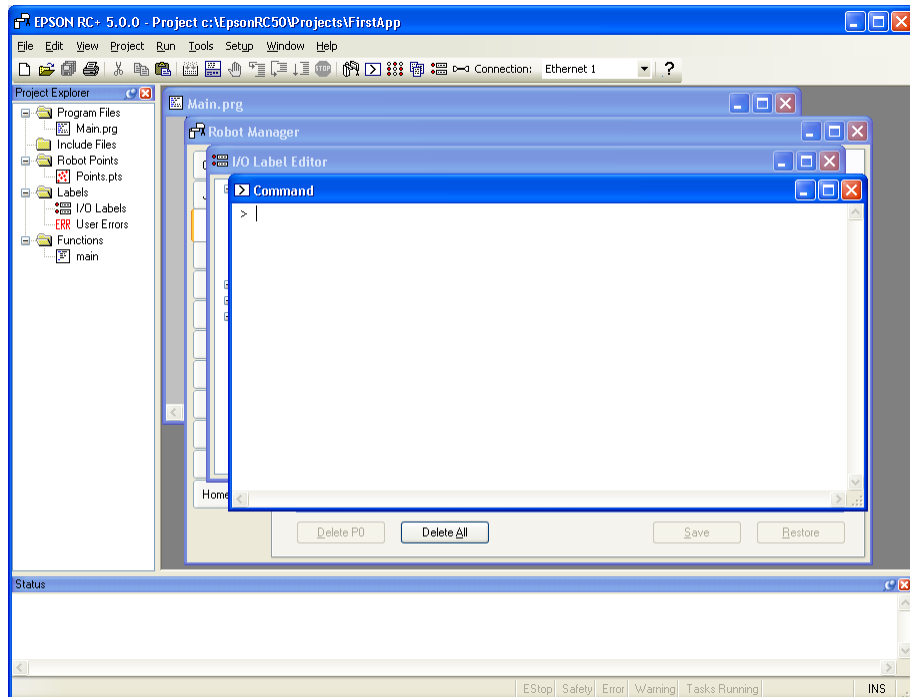 EPSON RC+ 5.0.0 - Project c:\EpsonRC50\Projects\FirstApp
File Edit View Project Run Tools Setup Window Help
STOP Connection: Ethernet 1 ?
Project Explorer
Program Files
Main.prg
Include Files
Robot Points
Points.pts
Labels
I/O Labels
ERR User Errors
Functions
main
Main.prg
Robot Manager
I/O Label Editor
Command
>
Home
Delete P0 Delete All Save Restore
Status
EStop Safety Error Warning Tasks Running INS